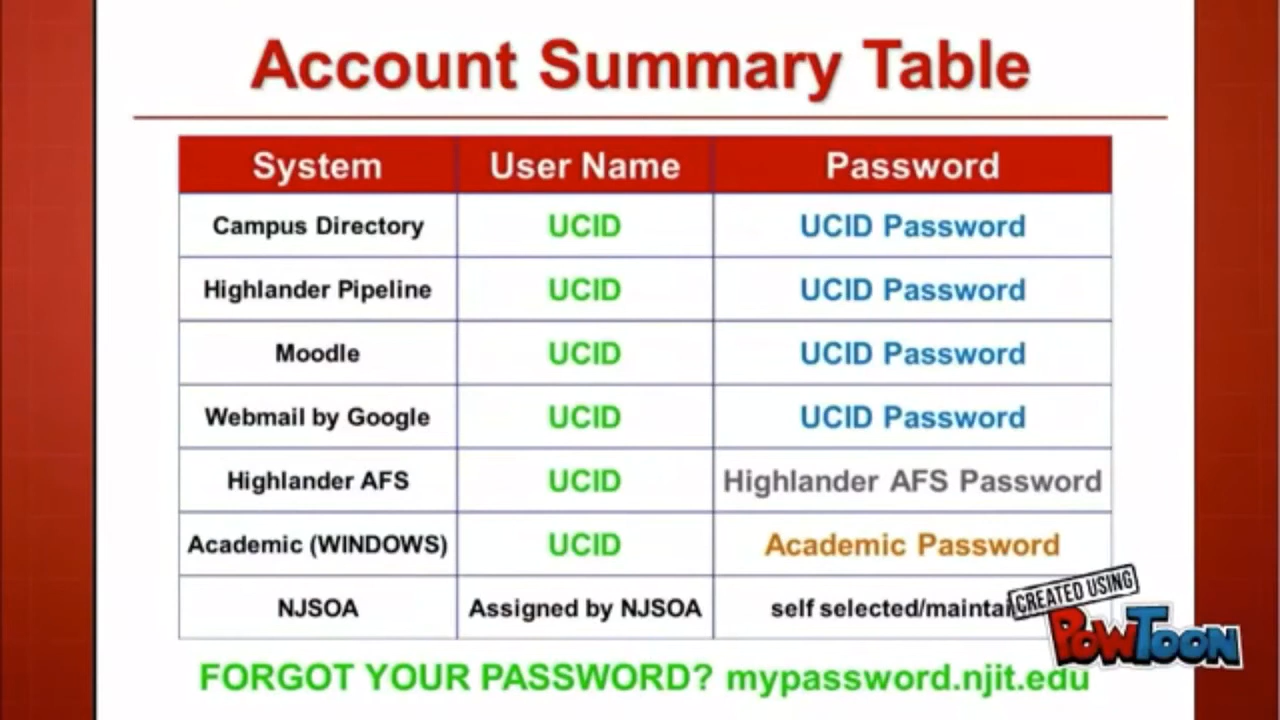 Account Summary Table
System User Name Password
Campus Directory UCID UCID Password
Highlander Pipeline UCID UCID Password
Moodle UCID UCID Password
Webmail by Google UCID UCID Password
Highlander AFS UCID Highlander AFS Password
Academic (WINDOWS) UCID Academic Password
NJSOA Assigned by NJSOA self
CREATED USING
POWTOON
FORGOT YOUR PASSWORD? mypassword.njit.edu